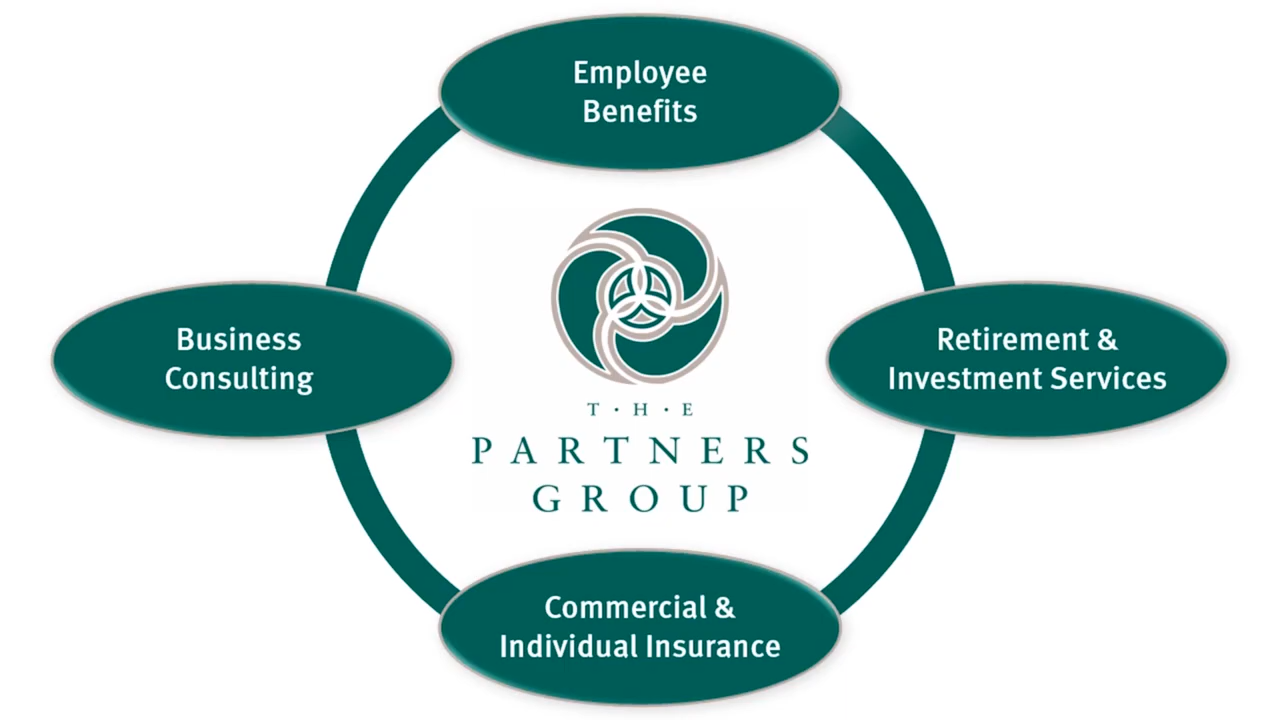 Employee
Benefits
Business
Consulting
Retirement &
Investment Services
T·H·E
PARTNERS
GROUP
Commercial &
Individual Insurance